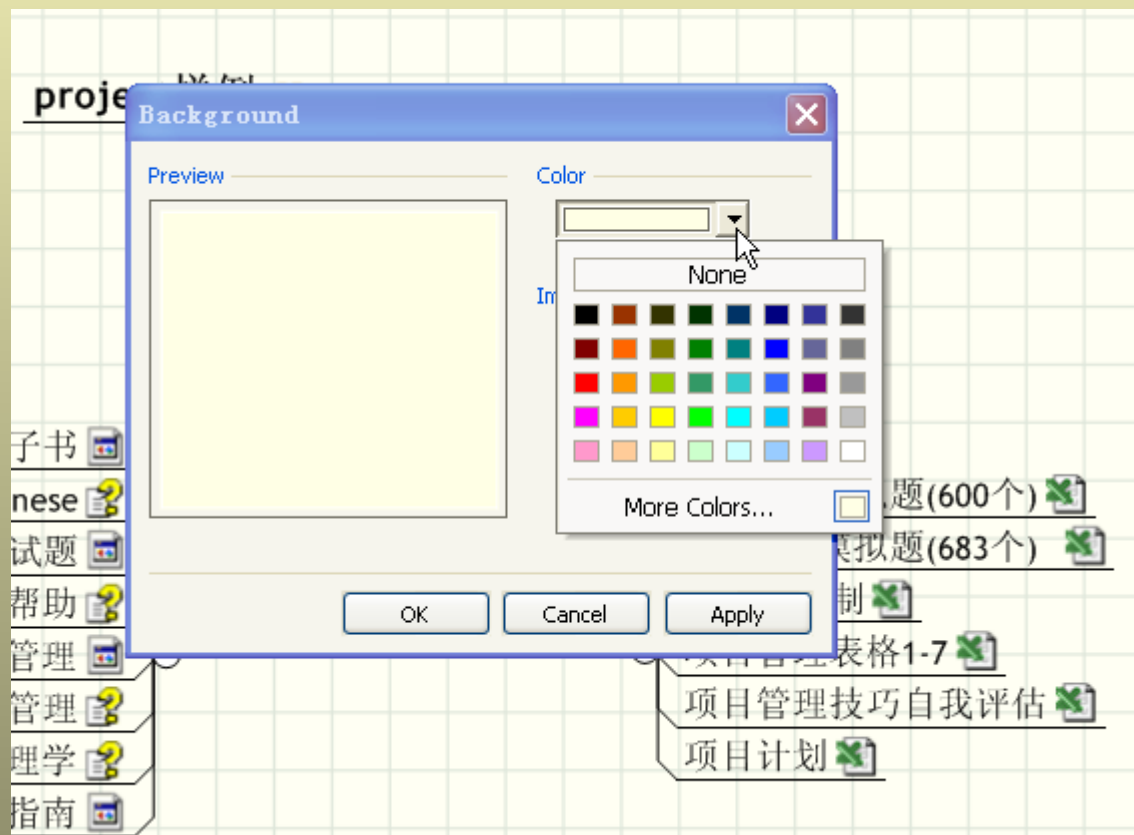 proje
Background
Preview
Color
None
More Colors...
OK
Cancel
Apply
子书
nese
试题
帮助
管理
管理
理学
指南
题(600个)
模拟题(683个)
制
项目管理表格1-7
项目管理技巧自我评估
项目计划